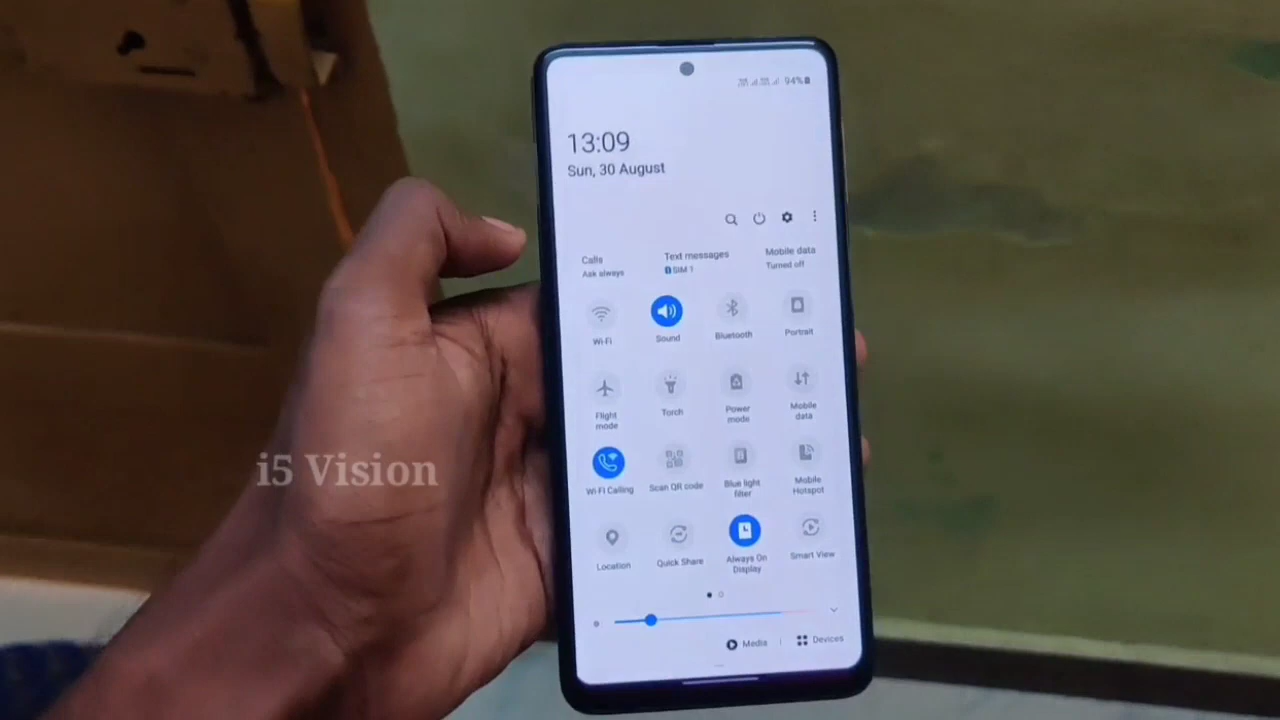 94%
13:09
Sun, 30 August
Calls
Ask always
Text messages
SIM 1
Mobile data
Turned off
Wi-Fi
Sound
Bluetooth
Portrait
Flight
mode
Torch
Power
mode
Mobile
data
Wi-Fi Calling
Scan QR code
Blue light
filter
Mobile
Hotspot
Location
Quick Share
Always On
Display
Smart View
Media
Devices
i5 Vision